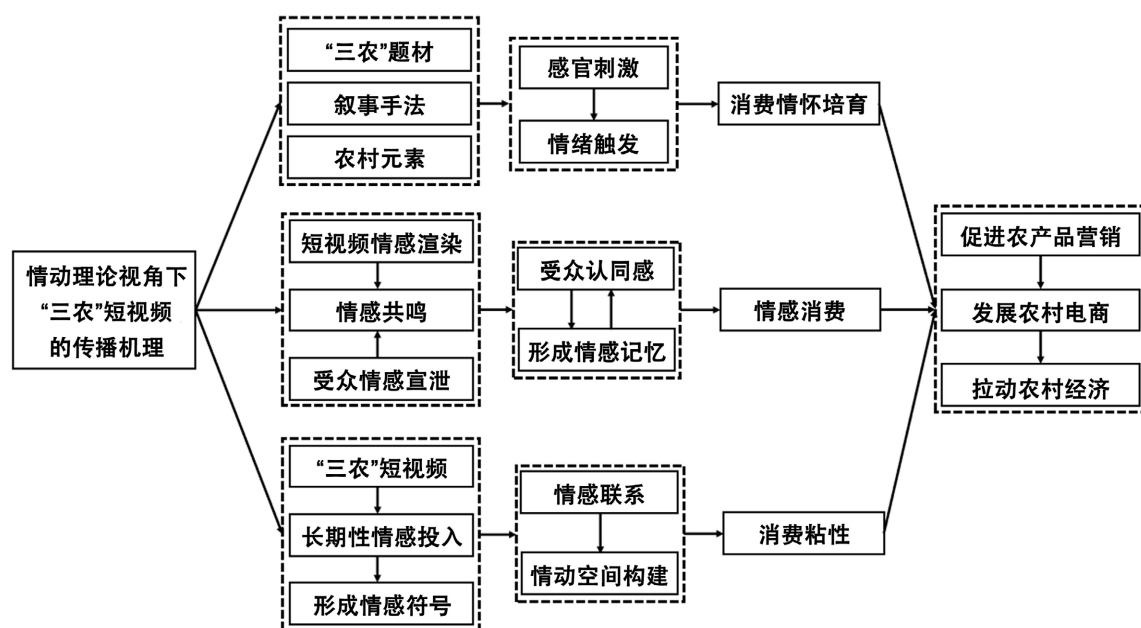 情动理论视角下
“三农”短视频
的传播机理
“三农”题材
叙事手法
农村元素
感官刺激
情绪触发
消费情怀培育
短视频情感渲染
情感共鸣
受众情感宣泄
受众认同感
形成情感记忆
情感消费
“三农”短视频
长期性情感投入
形成情感符号
情感联系
情动空间构建
消费粘性
促进农产品营销
发展农村电商
拉动农村经济